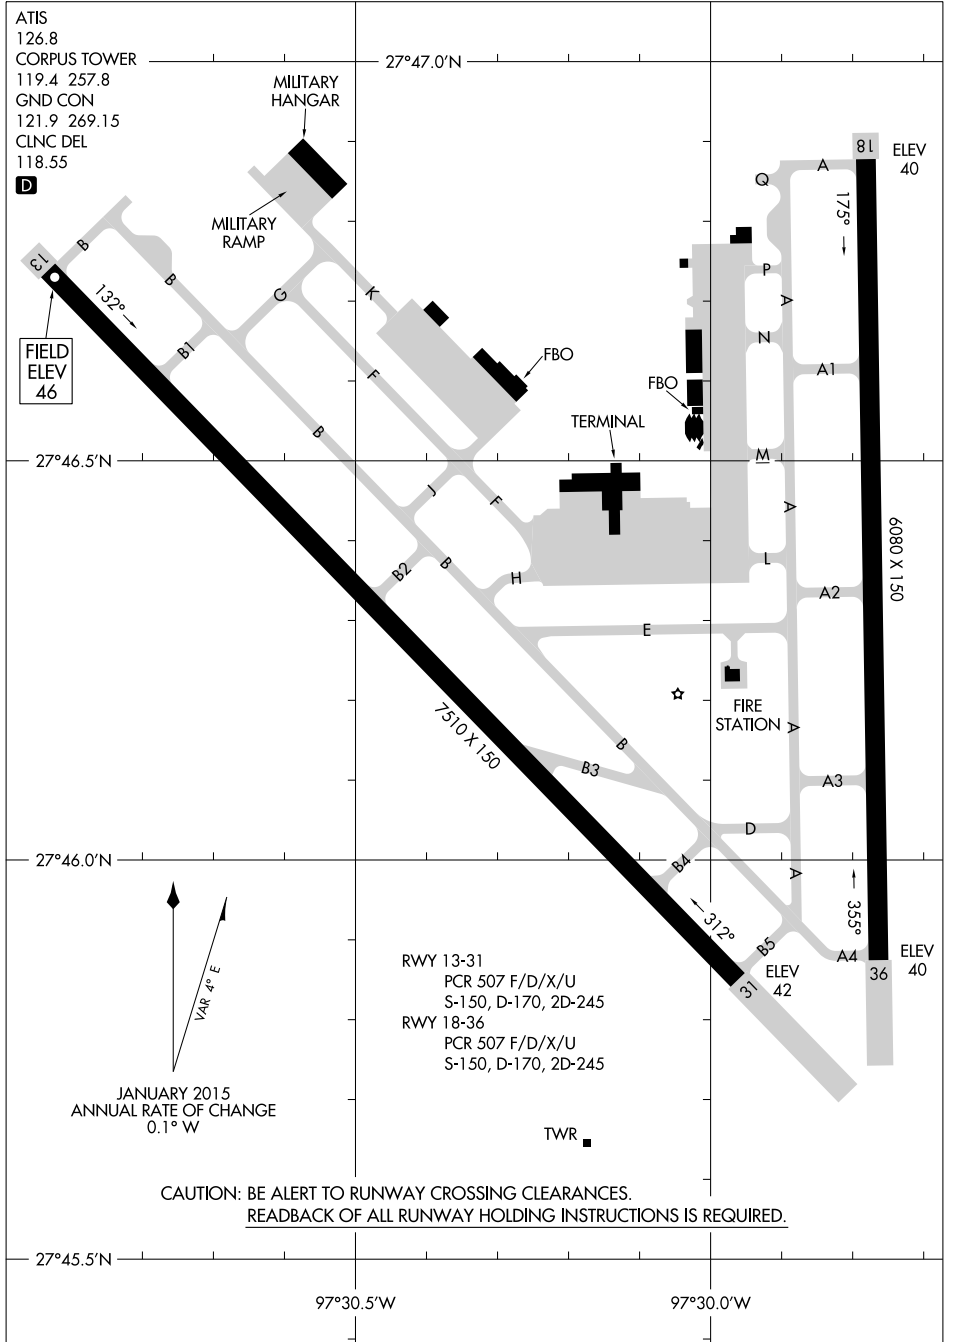 ATIS
126.8
CORPUS TOWER
119.4 257.8
GND CON
121.9 269.15
CLNC DEL
118.55
D
27°47.0'N
MILITARY
HANGAR
MILITARY
RAMP
18
ELEV
40
A
Q
175°
B
13
B
G
K
P
A
132°
N
FIELD
ELEV
46
B1
F
FBO
FBO
A1
TERMINAL
B
27°46.5'N
M
J
F
A
6080 X 150
B2
B
H
L
A2
E
FIRE
STATION
A
7510 X 150
B
B3
A3
D
27°46.0'N
B4
A
312°
355°
B5
A4
ELEV
40
36
31
ELEV
42
VAR 4° E
RWY 13-31
PCR 507 F/D/X/U
S-150, D-170, 2D-245
RWY 18-36
PCR 507 F/D/X/U
S-150, D-170, 2D-245
JANUARY 2015
ANNUAL RATE OF CHANGE
0.1° W
TWR
CAUTION: BE ALERT TO RUNWAY CROSSING CLEARANCES.
READBACK OF ALL RUNWAY HOLDING INSTRUCTIONS IS REQUIRED.
27°45.5'N
97°30.5'W
97°30.0'W